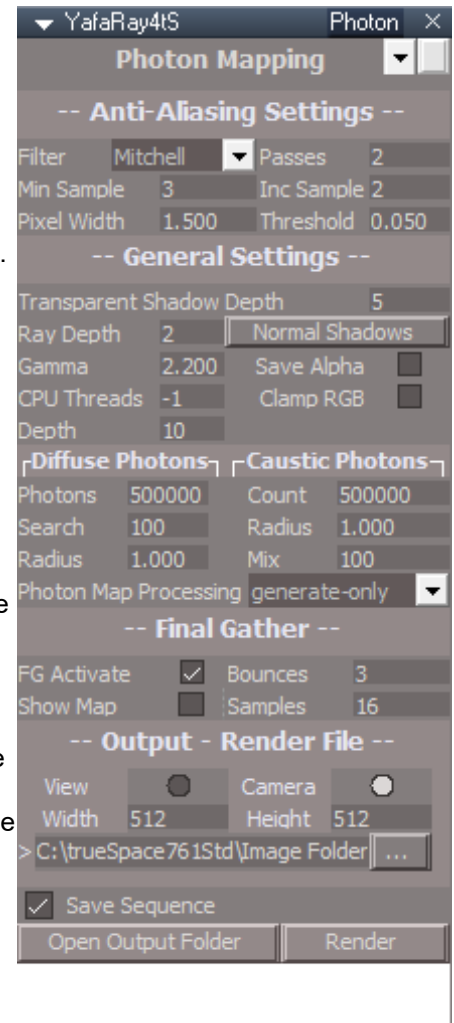 YafaRay4tS Photon ×
Photon Mapping
-- Anti-Aliasing Settings --
Filter Mitchell Passes 2
Min Sample 3 Inc Sample 2
Pixel Width 1.500 Threshold 0.050
.
-- General Settings --
Transparent Shadow Depth 5
Ray Depth 2 Normal Shadows
Gamma 2.200 Save Alpha
CPU Threads -1 Clamp RGB
Depth 10
Diffuse Photons Caustic Photons
Photons 500000 Count 500000
Search 100 Radius 1.000
Radius 1.000 Mix 100
e Photon Map Processing generate-only
-- Final Gather --
FG Activate Bounces 3
Show Map Samples 16
-- Output - Render File --
e
View Camera
e Width 512 Height 512
> C:\trueSpace761Std\Image Folder ...
Save Sequence
Open Output Folder Render